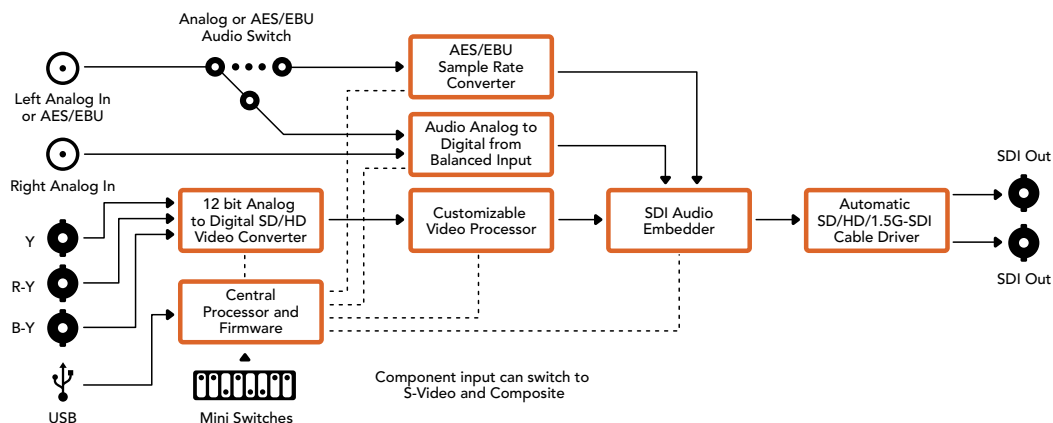 Analog or AES/EBU
Audio Switch
AES/EBU
Sample Rate
Converter
Left Analog In
or AES/EBU
Audio Analog to
Digital from
Balanced Input
Right Analog In
SDI Out
12 bit Analog
to Digital SD/HD
Video Converter
Customizable
Video Processor
SDI Audio
Embedder
Automatic
SD/HD/1.5G-SDI
Cable Driver
Y
R-Y
SDI Out
Central
Processor and
Firmware
B-Y
Component input can switch to
S-Video and Composite
USB
Mini Switches